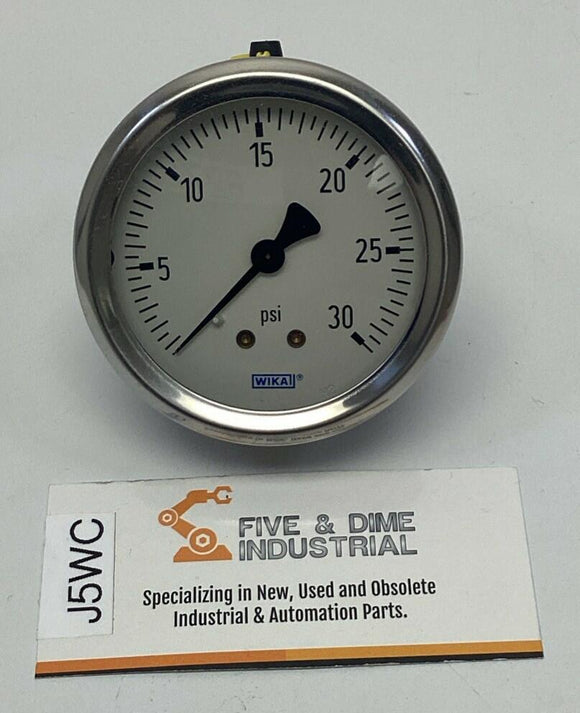 15
10
20
5
25
psi
30
WIKA ®
J5WC
FIVE & DIME
INDUSTRIAL
Specializing in New, Used and Obsolete
Industrial & Automation Parts.